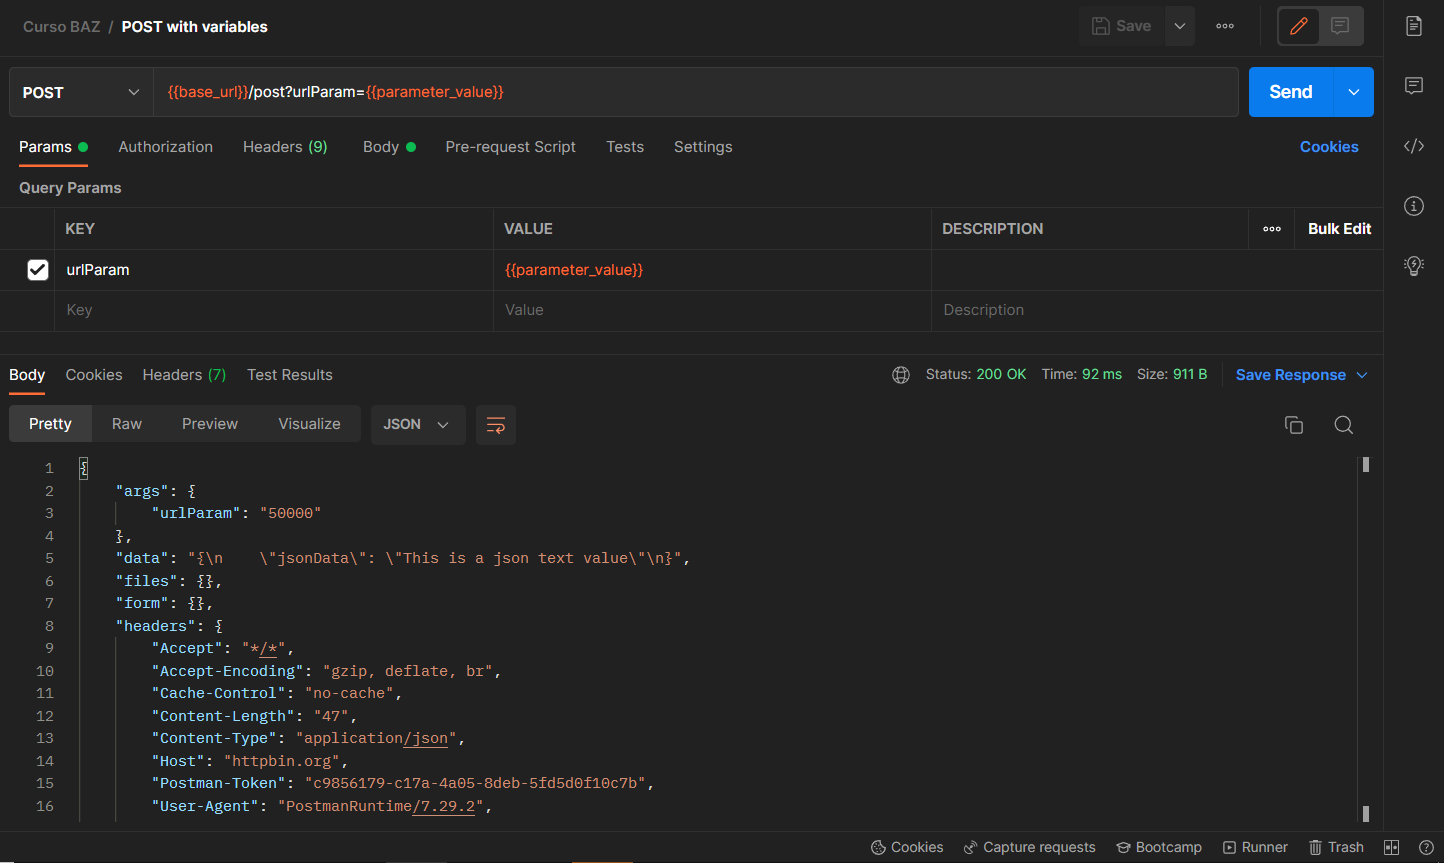 Curso BAZ / POST with variables
Save
POST {{base_url}}/post?urlParam={{parameter_value}} Send
Params Authorization Headers (9) Body Pre-request Script Tests Settings Cookies
Query Params
KEY VALUE DESCRIPTION Bulk Edit
urlParam {{parameter_value}}
Key Value Description
Body Cookies Headers (7) Test Results Status: 200 OK Time: 92 ms Size: 911 B Save Response
Pretty Raw Preview Visualize JSON
1 {
2 "args": {
3 "urlParam": "50000"
4 },
5 "data": "{\n    \"jsonData\": \"This is a json text value\"\n}",
6 "files": {},
7 "form": {},
8 "headers": {
9 "Accept": "*/*",
10 "Accept-Encoding": "gzip, deflate, br",
11 "Cache-Control": "no-cache",
12 "Content-Length": "47",
13 "Content-Type": "application/json",
14 "Host": "httpbin.org",
15 "Postman-Token": "c9856179-c17a-4a05-8deb-5fd5d0f10c7b",
16 "User-Agent": "PostmanRuntime/7.29.2",
Cookies Capture requests Bootcamp Runner Trash